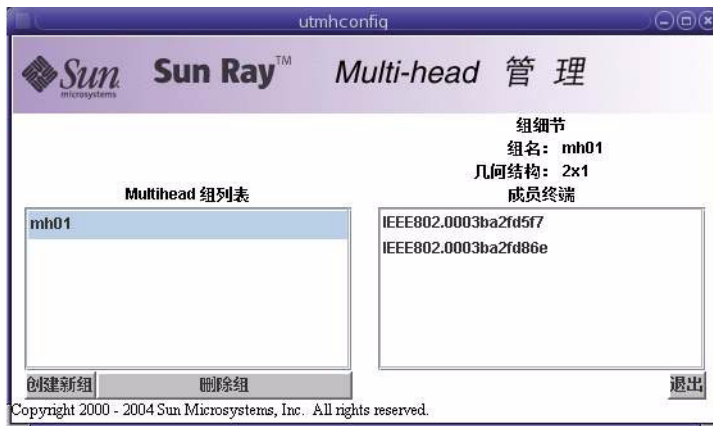 utmhconfig
Sun
microsystems
Sun Ray™ Multi-head 管 理
组细节
组名： mh01
几何结构： 2x1
Multihead 组列表
成员终端
mh01
IEEE802.0003ba2fd5f7
IEEE802.0003ba2fd86e
创建新组
删除组
退出
Copyright 2000 - 2004 Sun Microsystems, Inc. All rights reserved.